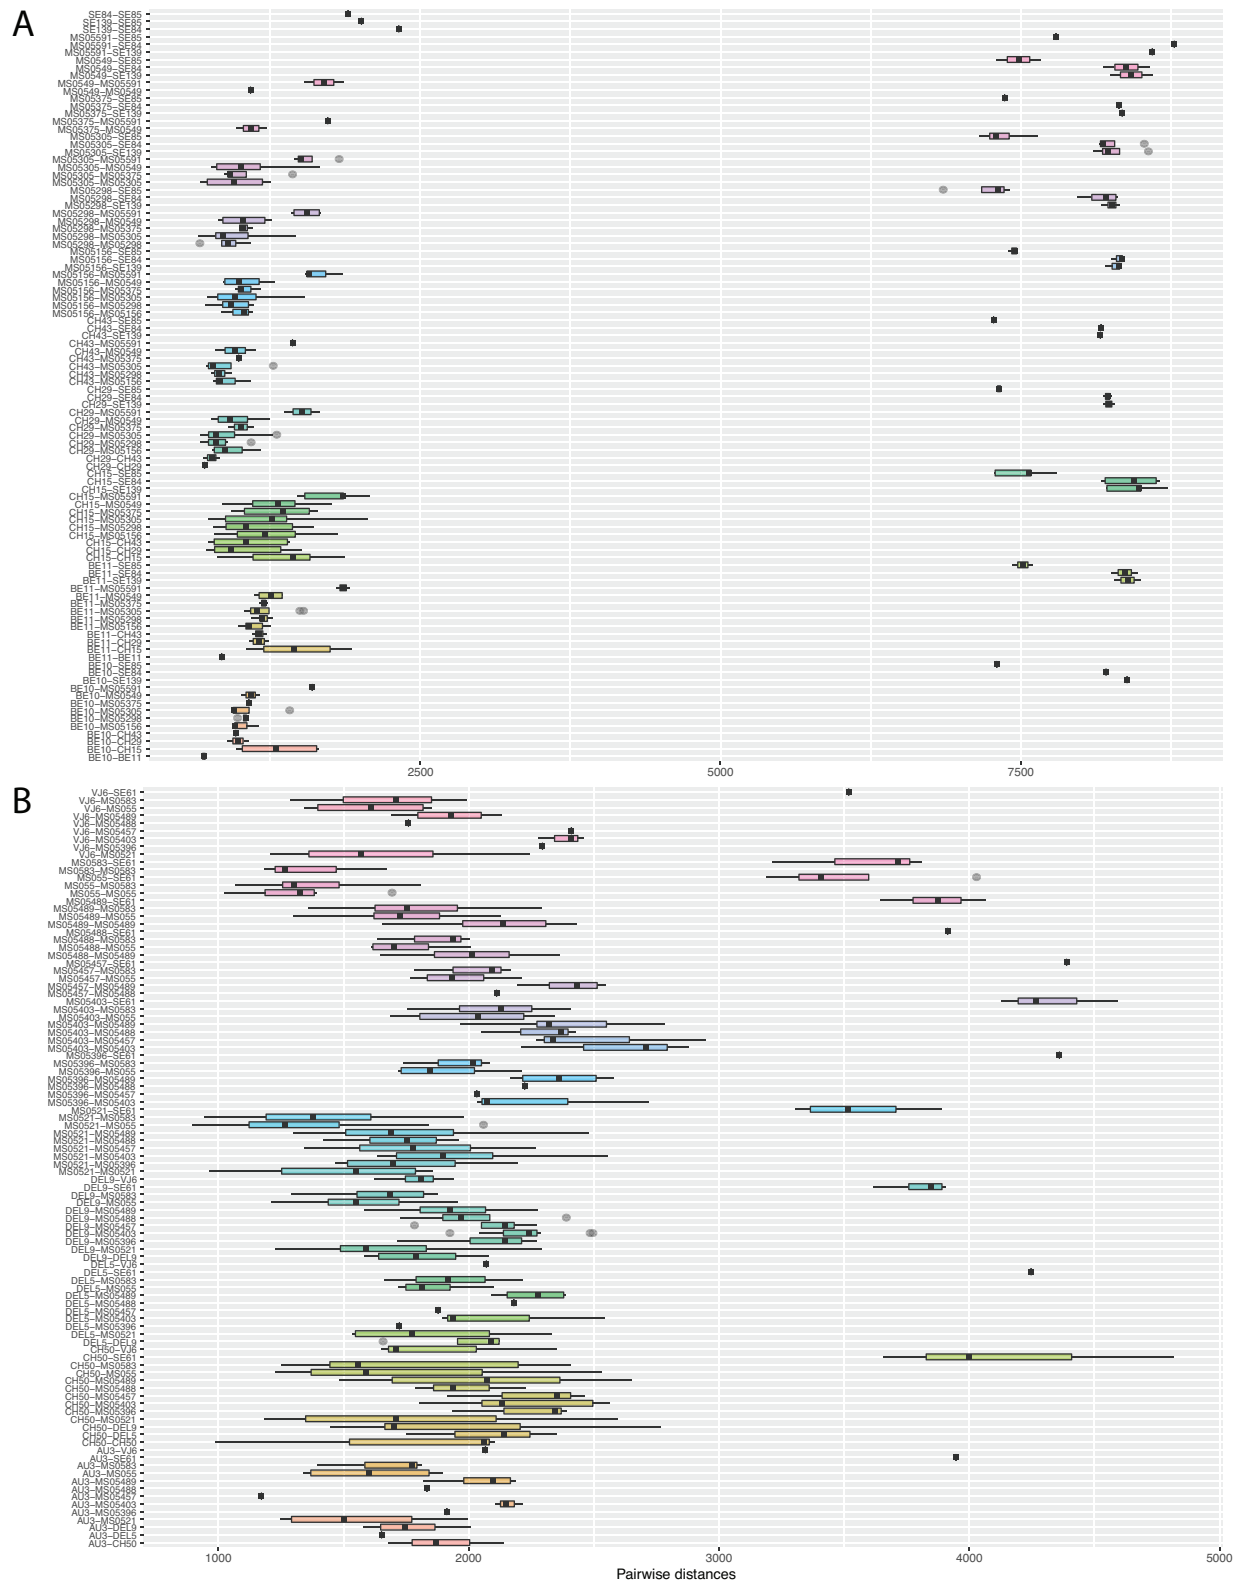 A
SE84−SE85
SE139−SE85
SE139−SE84
MS05591−SE85
MS05591−SE84
MS05591−SE139
MS0549−SE85
MS0549−SE84
MS0549−SE139
MS0549−MS05591
MS0549−MS0549
MS05375−SE85
MS05375−SE84
MS05375−SE139
MS05375−MS05591
MS05375−MS0549
MS05305−SE85
MS05305−SE84
MS05305−SE139
MS05305−MS05591
MS05305−MS0549
MS05305−MS05375
MS05305−MS05305
MS05298−SE85
MS05298−SE84
MS05298−SE139
MS05298−MS05591
MS05298−MS0549
MS05298−MS05375
MS05298−MS05305
MS05298−MS05298
MS05156−SE85
MS05156−SE84
MS05156−SE139
MS05156−MS05591
MS05156−MS0549
MS05156−MS05375
MS05156−MS05305
MS05156−MS05298
MS05156−MS05156
CH43−SE85
CH43−SE84
CH43−SE139
CH43−MS05591
CH43−MS0549
CH43−MS05375
CH43−MS05305
CH43−MS05298
CH43−MS05156
CH29−SE85
CH29−SE84
CH29−SE139
CH29−MS05591
CH29−MS0549
CH29−MS05375
CH29−MS05305
CH29−MS05298
CH29−MS05156
CH29−CH43
CH29−CH29
CH15−SE85
CH15−SE84
CH15−SE139
CH15−MS05591
CH15−MS0549
CH15−MS05375
CH15−MS05305
CH15−MS05298
CH15−MS05156
CH15−CH43
CH15−CH29
CH15−CH15
BE11−SE85
BE11−SE84
BE11−SE139
BE11−MS05591
BE11−MS0549
BE11−MS05375
BE11−MS05305
BE11−MS05298
BE11−MS05156
BE11−CH43
BE11−CH29
BE11−CH15
BE11−BE11
BE10−SE85
BE10−SE84
BE10−SE139
BE10−MS05591
BE10−MS0549
BE10−MS05375
BE10−MS05305
BE10−MS05298
BE10−MS05156
BE10−CH43
BE10−CH29
BE10−CH15
BE10−BE11
2500 5000 7500
B
VJ6−SE61
VJ6−MS0583
VJ6−MS055
VJ6−MS05489
VJ6−MS05488
VJ6−MS05457
VJ6−MS05403
VJ6−MS05396
VJ6−MS0521
MS0583−SE61
MS0583−MS0583
MS055−SE61
MS055−MS0583
MS055−MS055
MS05489−SE61
MS05489−MS0583
MS05489−MS055
MS05489−MS05489
MS05488−SE61
MS05488−MS0583
MS05488−MS055
MS05488−MS05489
MS05457−SE61
MS05457−MS0583
MS05457−MS055
MS05457−MS05489
MS05457−MS05488
MS05403−SE61
MS05403−MS0583
MS05403−MS055
MS05403−MS05489
MS05403−MS05488
MS05403−MS05457
MS05403−MS05403
MS05396−SE61
MS05396−MS0583
MS05396−MS055
MS05396−MS05489
MS05396−MS05488
MS05396−MS05457
MS05396−MS05403
MS0521−SE61
MS0521−MS0583
MS0521−MS055
MS0521−MS05489
MS0521−MS05488
MS0521−MS05457
MS0521−MS05403
MS0521−MS05396
MS0521−MS0521
DEL9−VJ6
DEL9−SE61
DEL9−MS0583
DEL9−MS055
DEL9−MS05489
DEL9−MS05488
DEL9−MS05457
DEL9−MS05403
DEL9−MS05396
DEL9−MS0521
DEL9−DEL9
DEL5−VJ6
DEL5−SE61
DEL5−MS0583
DEL5−MS055
DEL5−MS05489
DEL5−MS05488
DEL5−MS05457
DEL5−MS05403
DEL5−MS05396
DEL5−MS0521
DEL5−DEL9
CH50−VJ6
CH50−SE61
CH50−MS0583
CH50−MS055
CH50−MS05489
CH50−MS05488
CH50−MS05457
CH50−MS05403
CH50−MS05396
CH50−MS0521
CH50−DEL9
CH50−DEL5
CH50−CH50
AU3−VJ6
AU3−SE61
AU3−MS0583
AU3−MS055
AU3−MS05489
AU3−MS05488
AU3−MS05457
AU3−MS05403
AU3−MS05396
AU3−MS0521
AU3−DEL9
AU3−DEL5
AU3−CH50
1000 2000 3000 4000 5000
Pairwise distances